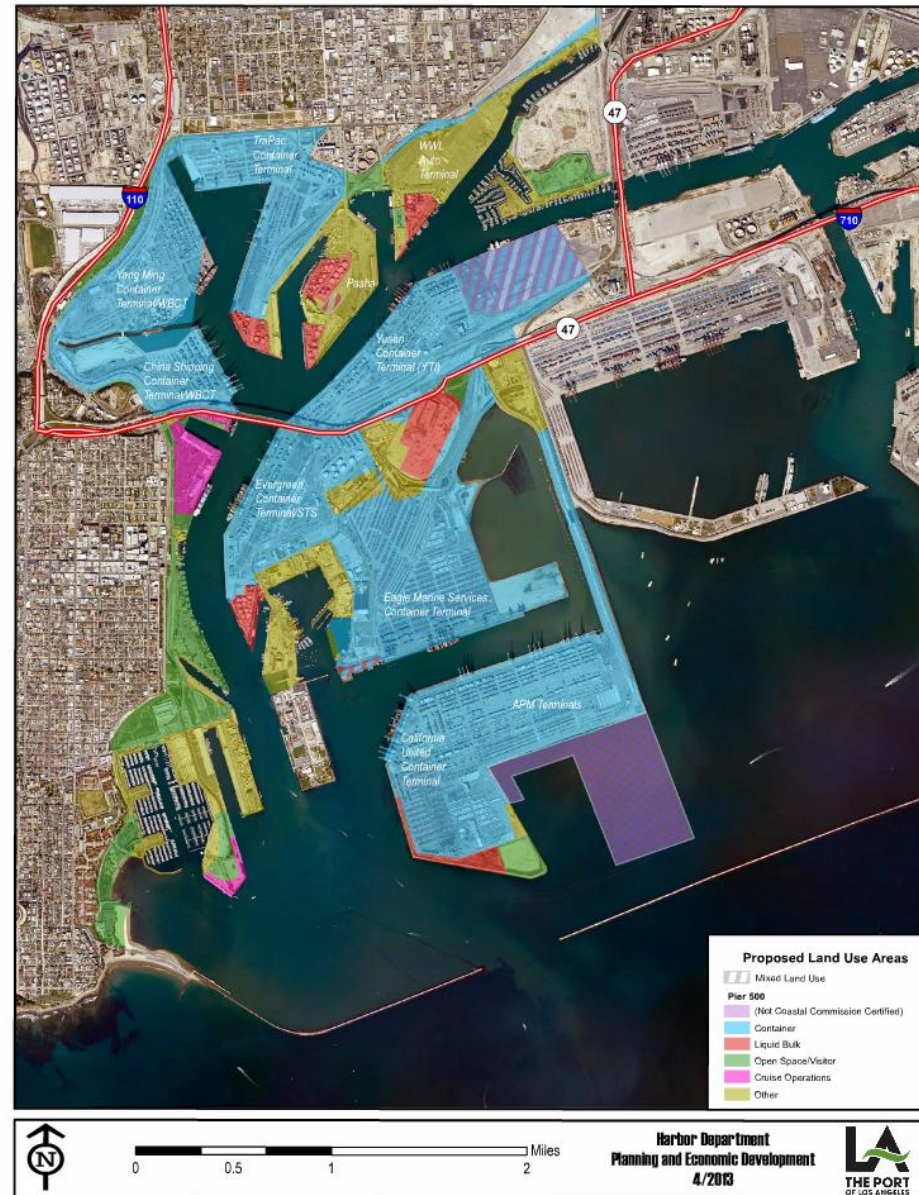 47
TraPac
Container
Terminal
WWL
Auto
Terminal
110
710
Yang Ming
Container
Terminal/WBCT
Pasha
47
Yusen
Container
Terminal (YTI)
China Shipping
Container
Terminal/WBCT
Evergreen
Container
Terminal/STS
Eagle Marine Services
Container Terminal
APM Terminals
California
United
Container
Terminal
Proposed Land Use Areas
Mixed Land Use
Pier 500
(Not Coastal Commission Certified)
Container
Liquid Bulk
Open Space/Visitor
Cruise Operations
Other
N
Miles
0 0.5 1 2
Harbor Department
Planning and Economic Development
4/2013
LA
THE PORT
OF LOS ANGELES